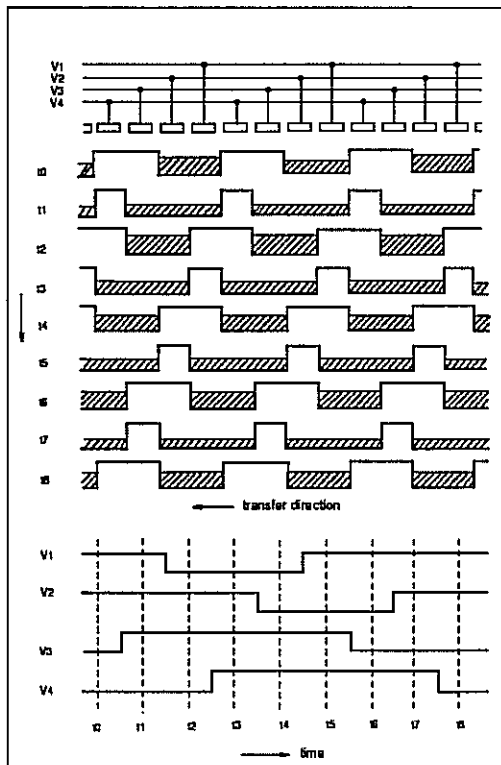 V1
V2
V3
V4
t0
t1
t2
t3
t4
t5
t6
t7
t8
transfer direction
V1
V2
V3
V4
t0 t1 t2 t3 t4 t5 t6 t7 t8
time